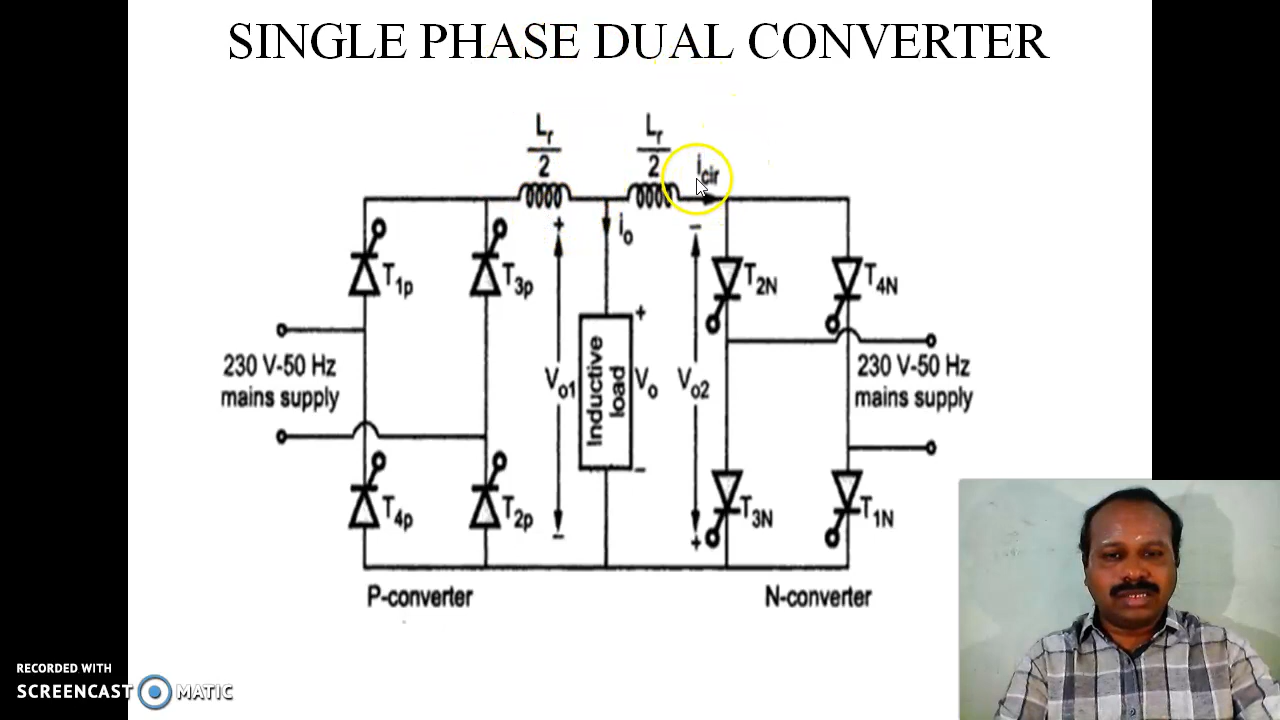 SINGLE PHASE DUAL CONVERTER
Lr
2
Lr
2
icir
+
io
−
T1p
T3p
T2N
T4N
+
230 V-50 Hz
mains supply
Vo1
Inductive
load
Vo
Vo2
230 V-50 Hz
mains supply
−
T4p
T2p
T3N
T1N
−
+
P-converter
N-converter
RECORDED WITH
SCREENCAST MATIC